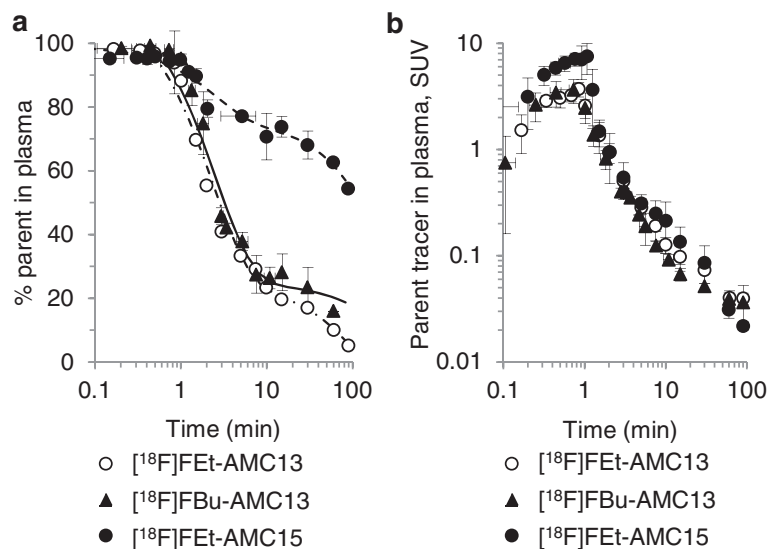 a
100
80
60
40
20
0
% parent in plasma
0.1 1 10 100
Time (min)
[¹⁸F]FEt-AMC13
[¹⁸F]FBu-AMC13
[¹⁸F]FEt-AMC15
b
10
1
0.1
0.01
Parent tracer in plasma, SUV
0.1 1 10 100
Time (min)
[¹⁸F]FEt-AMC13
[¹⁸F]FBu-AMC13
[¹⁸F]FEt-AMC15